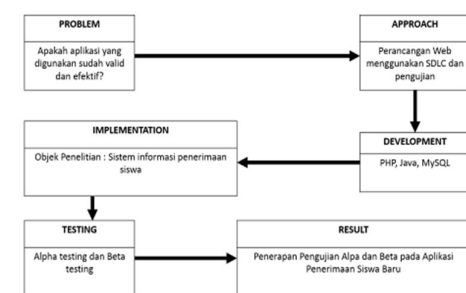 PROBLEM
Apakah aplikasi yang
digunakan sudah valid
dan efektif?
APPROACH
Perancangan Web
menggunakan SDLC dan
pengujian
IMPLEMENTATION
Objek Penelitian : Sistem informasi penerimaan
siswa
DEVELOPMENT
PHP, Java, MySQL
TESTING
Alpha testing dan Beta
testing
RESULT
Penerapan Pengujian Alpa dan Beta pada Aplikasi
Penerimaan Siswa Baru